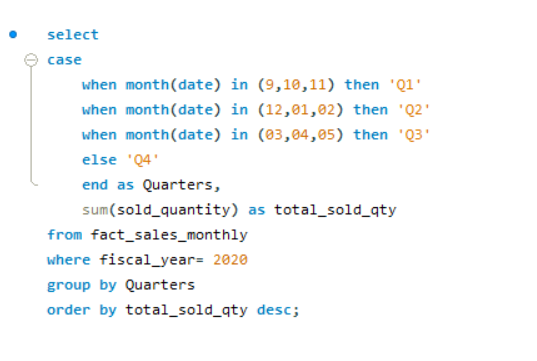 select
case
when month(date) in (9,10,11) then 'Q1'
when month(date) in (12,01,02) then 'Q2'
when month(date) in (03,04,05) then 'Q3'
else 'Q4'
end as Quarters,
sum(sold_quantity) as total_sold_qty
from fact_sales_monthly
where fiscal_year= 2020
group by Quarters
order by total_sold_qty desc;